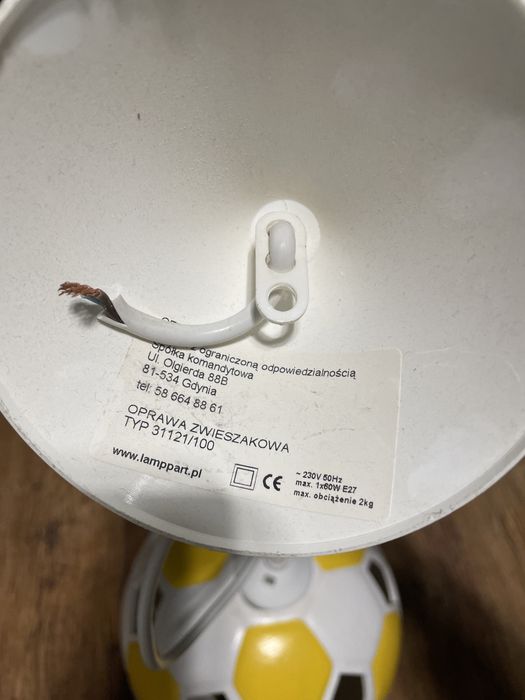 z ograniczoną odpowiedzialnością
Spółka komandytowa
Ul. Olgierda 88B
81-534 Gdynia
tel: 58 664 88 61
OPRAWA ZWIESZAKOWA
TYP 31121/100
www.lamppart.pl
CE
~ 230V 50Hz
max. 1x60W E27
max. obciążenie 2kg